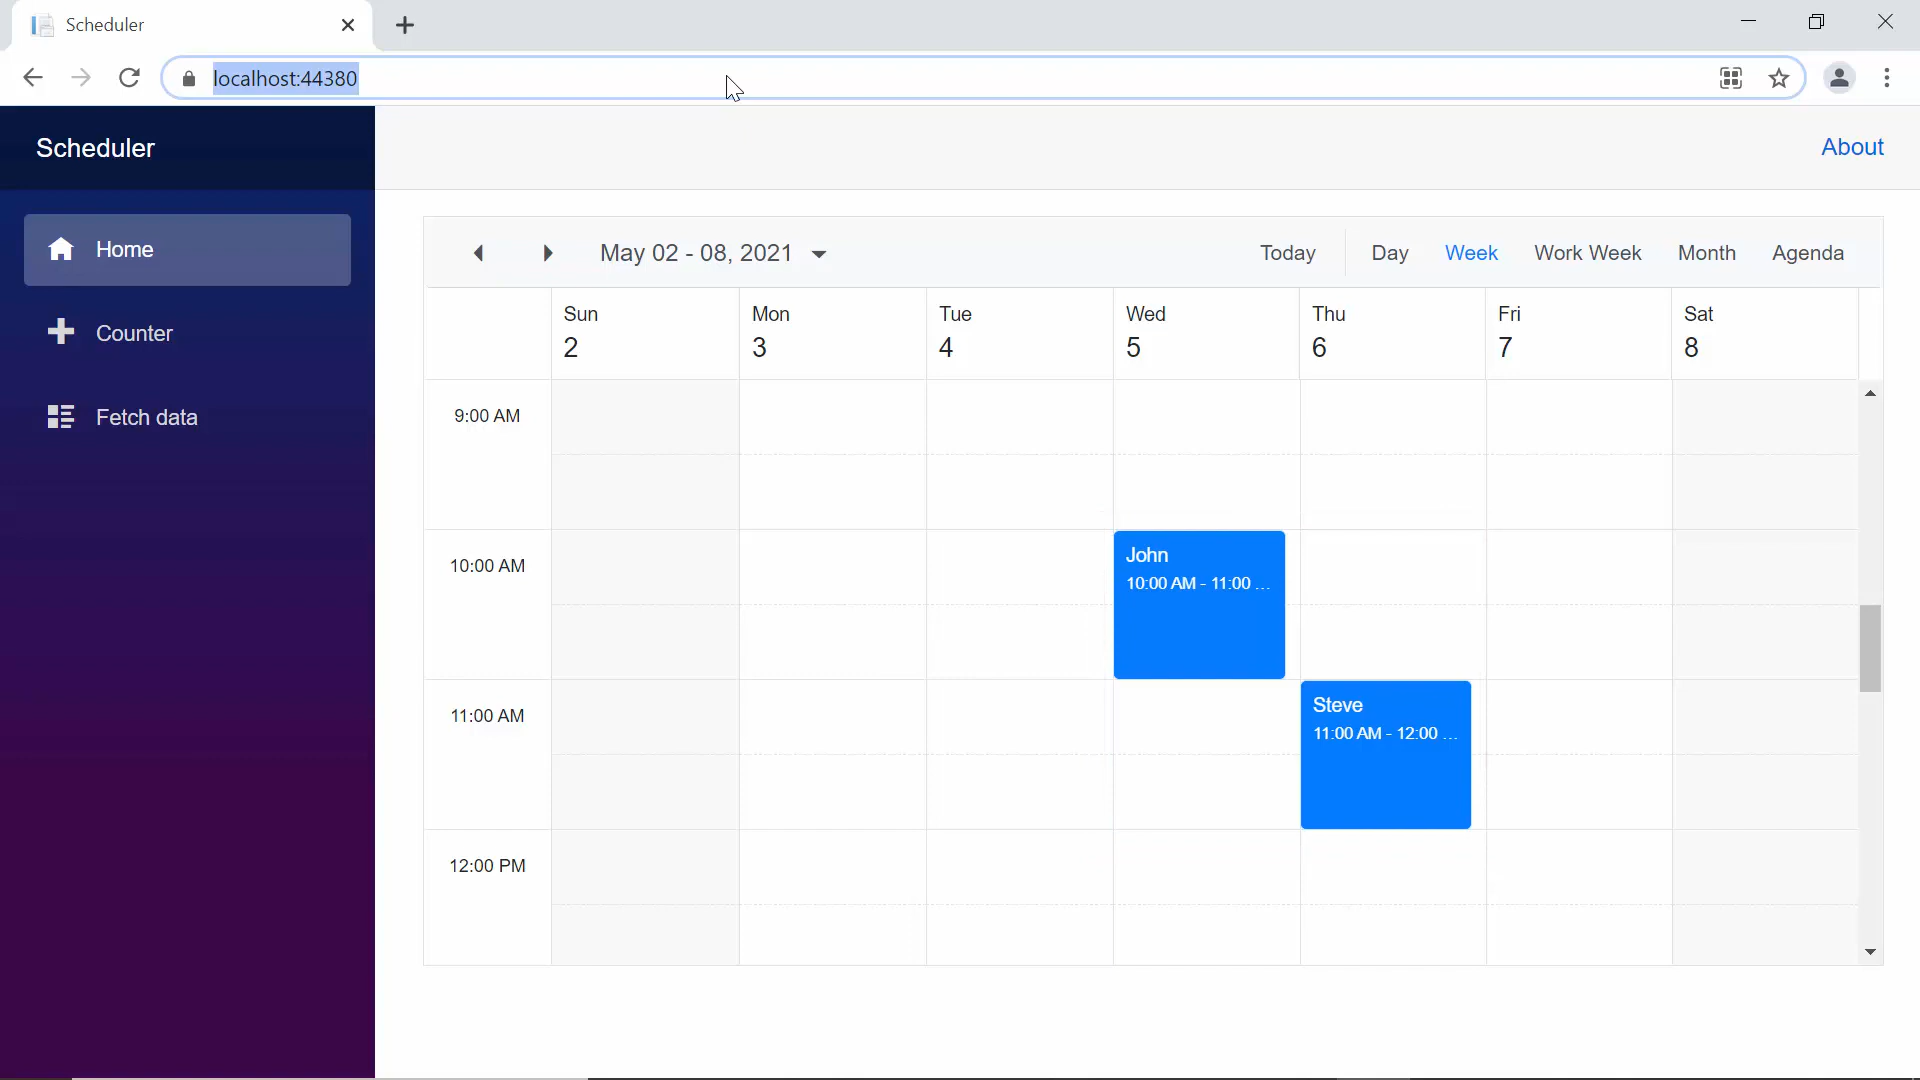 Scheduler
localhost:44380
Scheduler
About
Home
Counter
Fetch data
May 02 - 08, 2021
Today Day Week Work Week Month Agenda
Sun Mon Tue Wed Thu Fri Sat
2 3 4 5 6 7 8
9:00 AM
10:00 AM
John
10:00 AM - 11:00 ...
11:00 AM
Steve
11:00 AM - 12:00 ...
12:00 PM